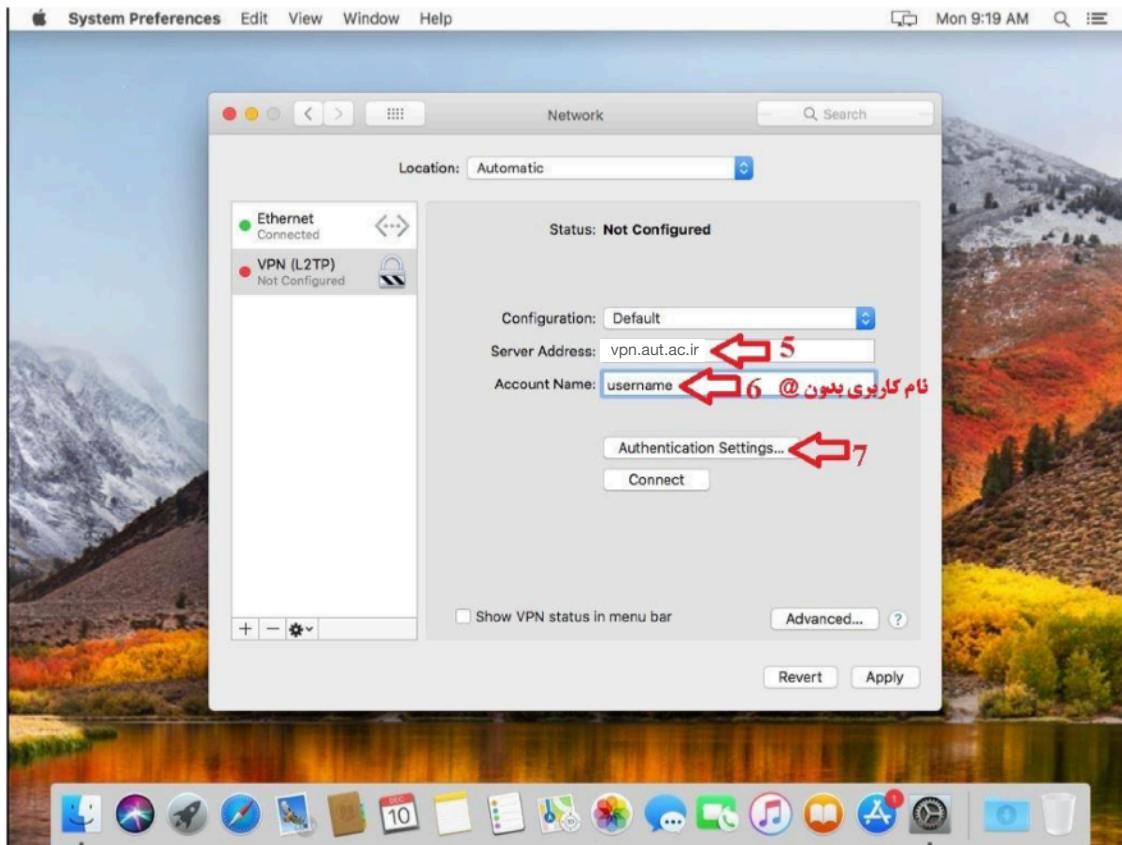 System Preferences Edit View Window Help Mon 9:19 AM
Network
Search
Location: Automatic
Ethernet
Connected
VPN (L2TP)
Not Configured
Status: Not Configured
Configuration: Default
Server Address: vpn.aut.ac.ir 5
Account Name: username 6 نام کاربری بدون @
Authentication Settings... 7
Connect
Show VPN status in menu bar
Advanced... ?
Revert Apply
DEC
10
1